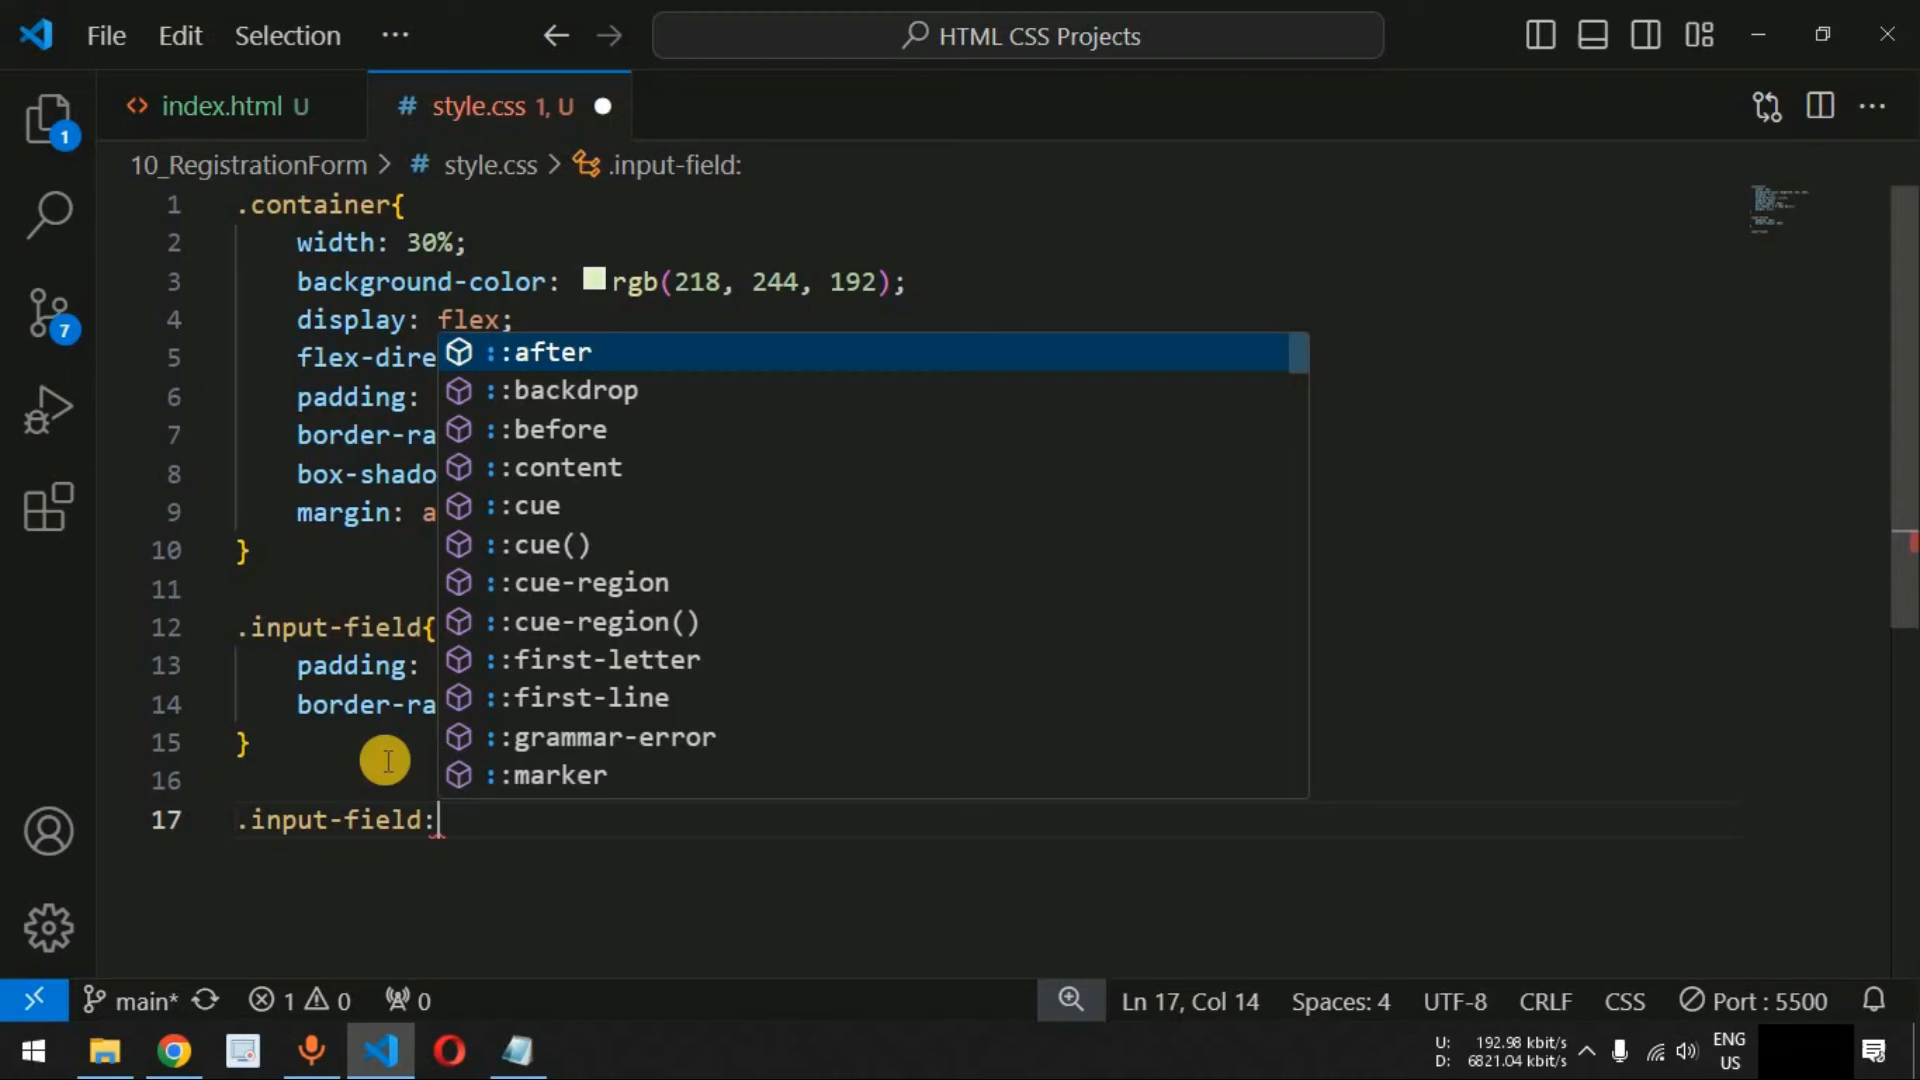 File Edit Selection ··· HTML CSS Projects
index.html U # style.css 1, U
10_RegistrationForm > # style.css > .input-field:
1 .container{
2 width: 30%;
3 background-color: rgb(218, 244, 192);
4 display: flex;
5 flex-dire
6 padding:
7 border-ra
8 box-shado
9 margin: a
10 }
11
12 .input-field{
13 padding:
14 border-ra
15 }
16
17 .input-field:
::after
::backdrop
::before
::content
::cue
::cue()
::cue-region
::cue-region()
::first-letter
::first-line
::grammar-error
::marker
1
7
main* 1 0 0 Ln 17, Col 14 Spaces: 4 UTF-8 CRLF CSS Port : 5500
U: 192.98 kbit/s
D: 6821.04 kbit/s
ENG
US